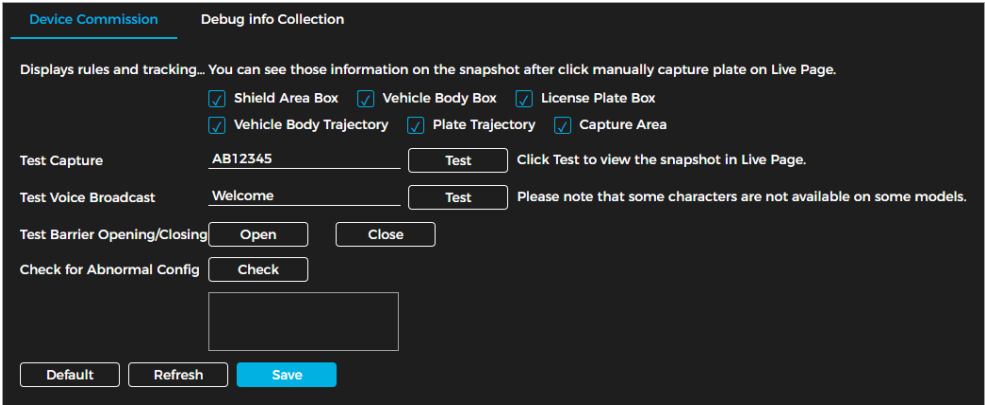 Device Commission Debug info Collection
Displays rules and tracking... You can see those information on the snapshot after click manually capture plate on Live Page.
Shield Area Box Vehicle Body Box License Plate Box
Vehicle Body Trajectory Plate Trajectory Capture Area
Test Capture AB12345 Test Click Test to view the snapshot in Live Page.
Test Voice Broadcast Welcome Test Please note that some characters are not available on some models.
Test Barrier Opening/Closing Open Close
Check for Abnormal Config Check
Default Refresh Save